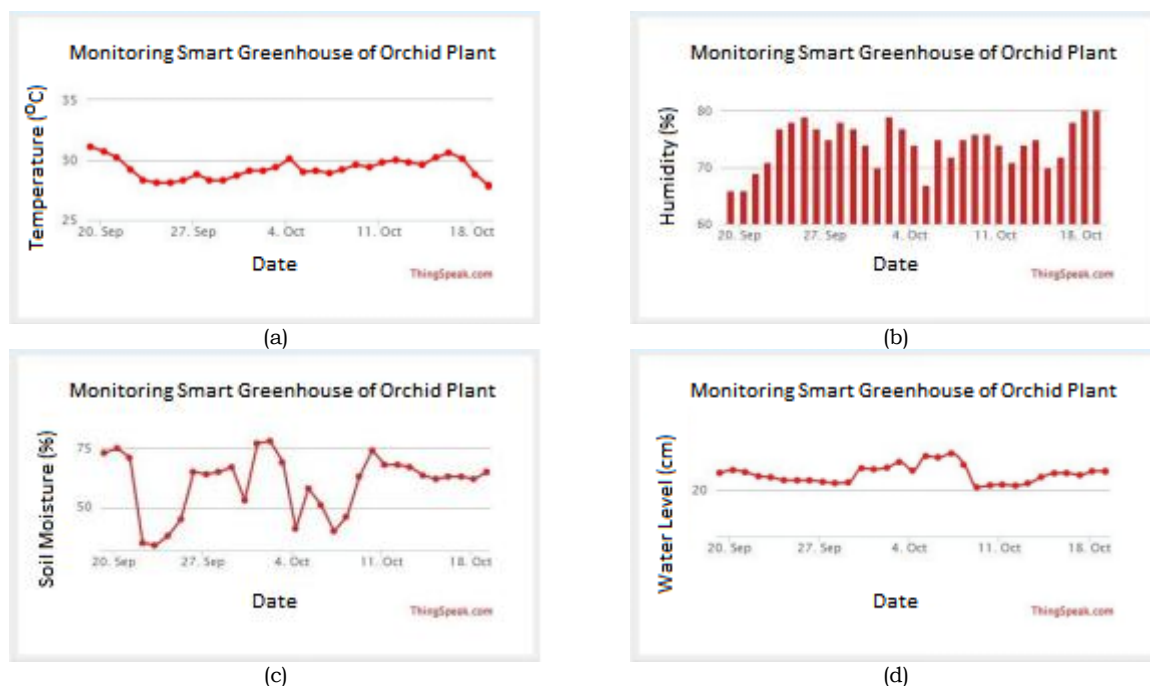 Monitoring Smart Greenhouse of Orchid Plant
Temperature (⁰C)
35
30
25
20. Sep 27. Sep 4. Oct 11. Oct 18. Oct
Date
ThingSpeak.com
(a)
Monitoring Smart Greenhouse of Orchid Plant
Humidity (%)
80
70
60
20. Sep 27. Sep 4. Oct 11. Oct 18. Oct
Date
ThingSpeak.com
(b)
Monitoring Smart Greenhouse of Orchid Plant
Soil Moisture (%)
75
50
20. Sep 27. Sep 4. Oct 11. Oct 18. Oct
Date
ThingSpeak.com
(c)
Monitoring Smart Greenhouse of Orchid Plant
Water Level (cm)
20
20. Sep 27. Sep 4. Oct 11. Oct 18. Oct
Date
ThingSpeak.com
(d)